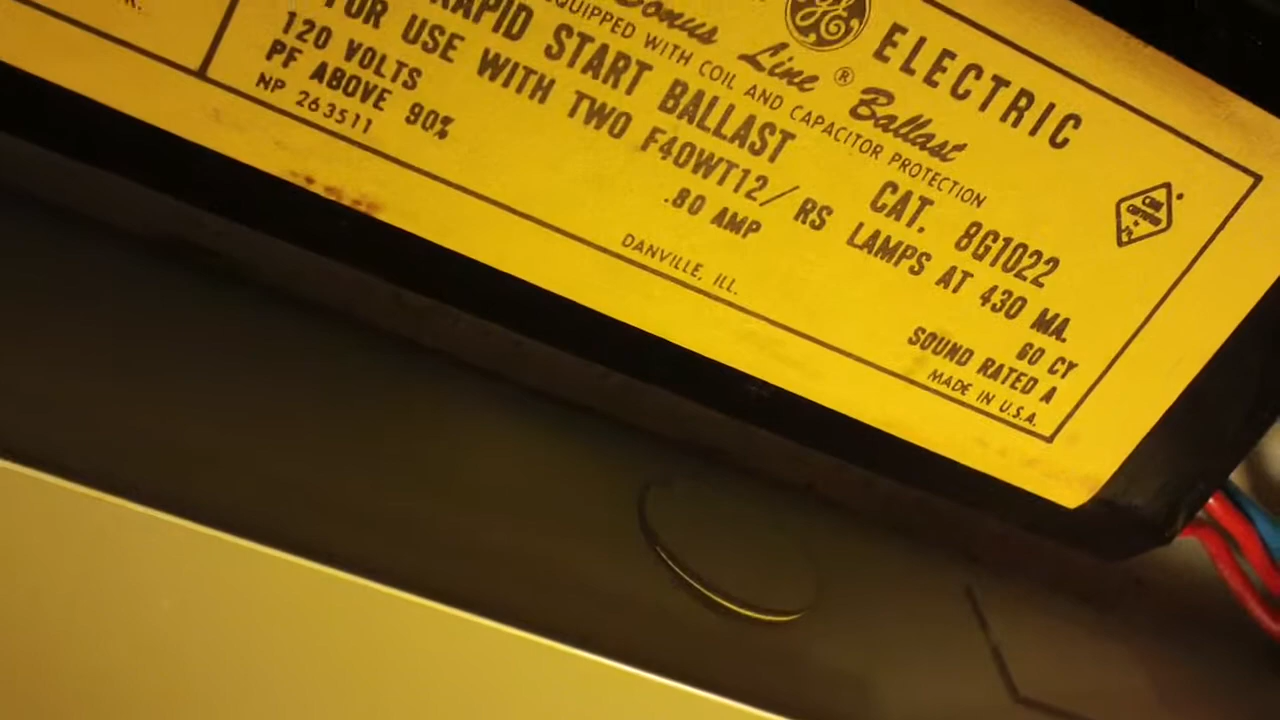 GE ELECTRIC
Bonus Line ® Ballast
EQUIPPED WITH COIL AND CAPACITOR PROTECTION
RAPID START BALLAST CAT. 8G1022
FOR USE WITH TWO F40WT12/RS LAMPS AT 430 MA.
120 VOLTS .80 AMP 60 CY
PF ABOVE 90% SOUND RATED A
NP 263511 DANVILLE, ILL. MADE IN U.S.A.